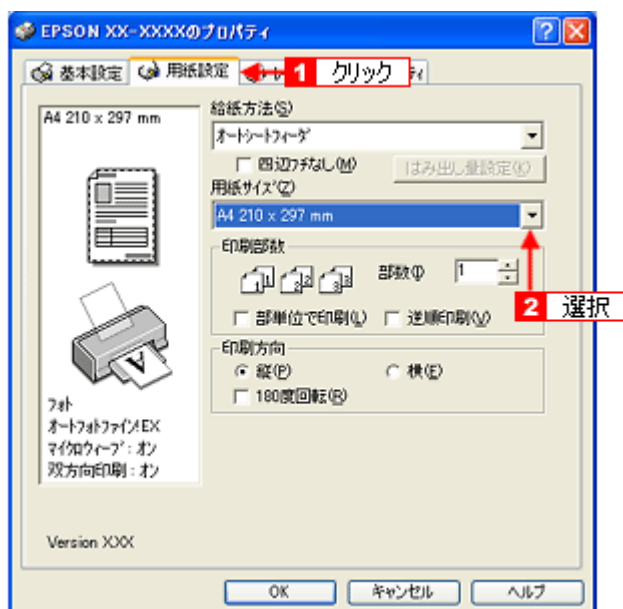 EPSON XX-XXXXのプロパティ
基本設定
用紙設定
1 クリック
ティ
A4 210 x 297 mm
給紙方法(S)
オートシートフィーダ
四辺フチなし(M)
はみ出し量設定(K)
用紙サイズ(Z)
A4 210 x 297 mm
印刷部数
部数(I) 1
部単位で印刷(L)
逆順印刷(V)
2 選択
印刷方向
縦(P)
横(E)
180度回転(R)
フォト
オートフォトファイン!EX
マイクロウィーブ : オン
双方向印刷 : オン
Version XXX
OK
キャンセル
ヘルプ